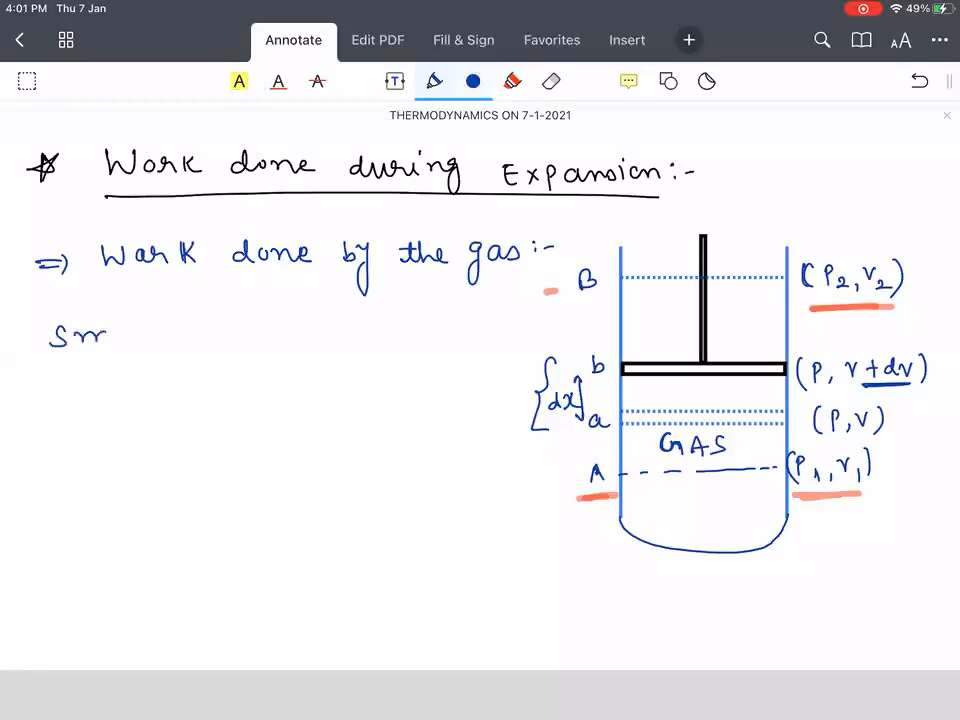 4:01 PM Thu 7 Jan 49%
Annotate Edit PDF Fill & Sign Favorites Insert
THERMODYNAMICS ON 7-1-2021
Work done during Expansion:-
=> Work done by the gas:-
B (P2, V2)
Sm
b (P, V+dV)
dx
a (P, V)
GAS
A (P1, V1)